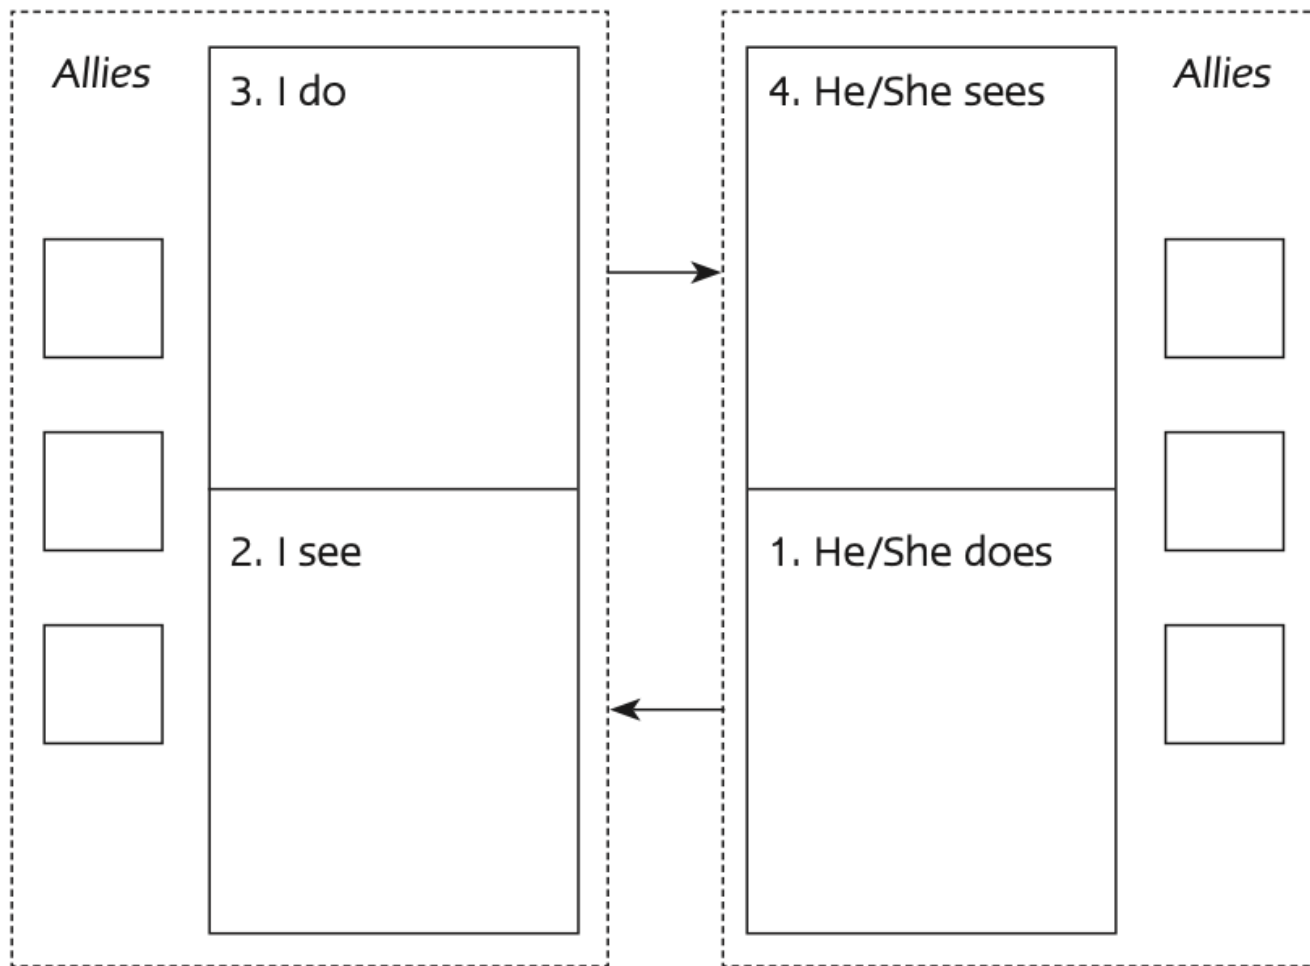 Allies
3. I do
2. I see
4. He/She sees
1. He/She does
Allies